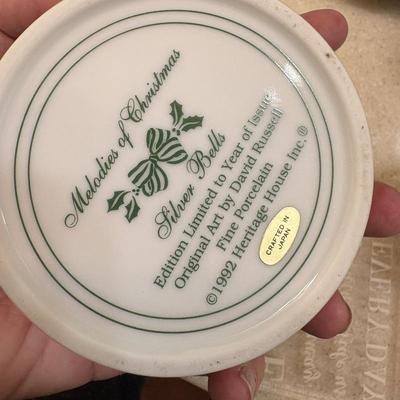 Melodies of Christmas
Silver Bells
Edition Limited to Year of Issue
Original Art by David Russell
Fine Porcelain
©1992 Heritage House Inc.®
CRAFTED IN
JAPAN
EVERYDAY